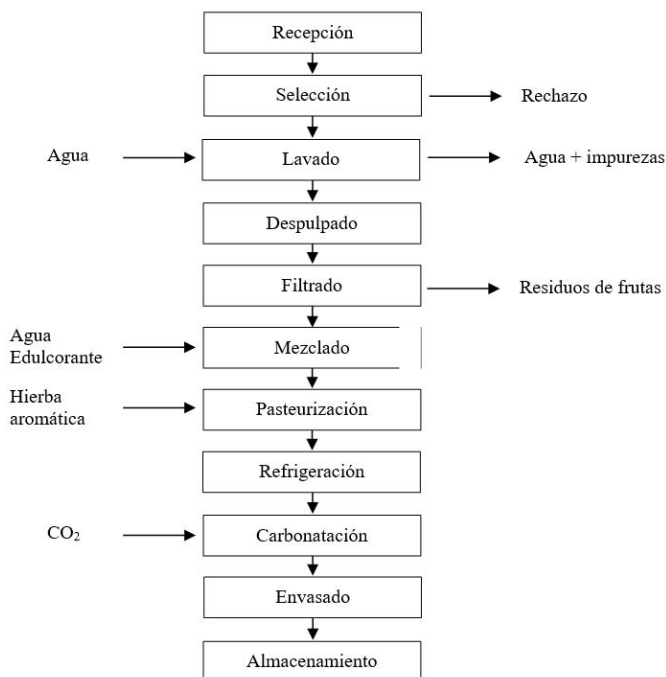 Recepción
Selección
Rechazo
Agua
Lavado
Agua + impurezas
Despulpado
Filtrado
Residuos de frutas
Agua
Edulcorante
Mezclado
Hierba
aromática
Pasteurización
Refrigeración
CO₂
Carbonatación
Envasado
Almacenamiento